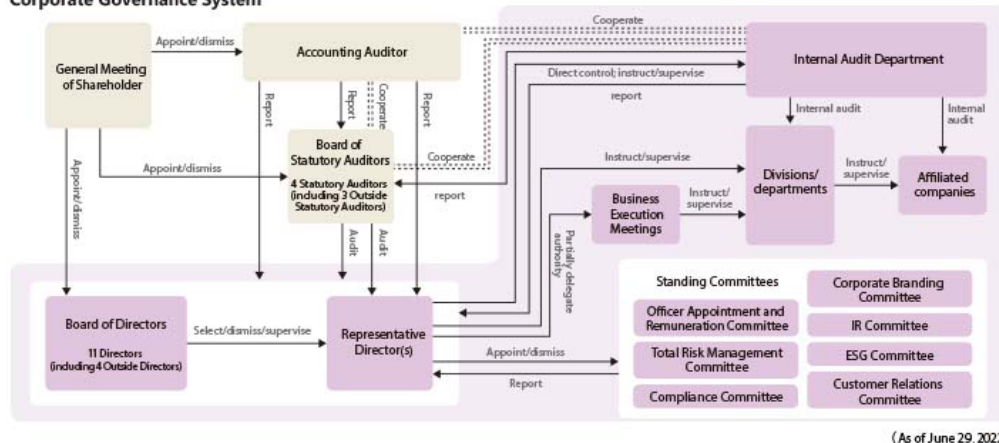 Corporate Governance System
Cooperate
General Meeting
of Shareholder
Appoint/dismiss
Accounting Auditor
Internal Audit Department
Direct control; instruct/supervise
report
Report
Report
Cooperate
Report
Internal audit
Internal
audit
Board of
Statutory Auditors
4 Statutory Auditors
(including 3 Outside
Statutory Auditors)
Cooperate
Appoint/dismiss
Appoint/dismiss
report
Instruct/supervise
Divisions/
departments
Instruct/
supervise
Affiliated
companies
Business
Execution
Meetings
Instruct/
supervise
Audit
Audit
Partially delegate
authority
Board of Directors
11 Directors
(including 4 Outside Directors)
Select/dismiss/supervise
Representative
Director(s)
Appoint/dismiss
Report
Standing Committees
Officer Appointment and
Remuneration Committee
Total Risk Management
Committee
Compliance Committee
Corporate Branding
Committee
IR Committee
ESG Committee
Customer Relations
Committee
(As of June 29, 202